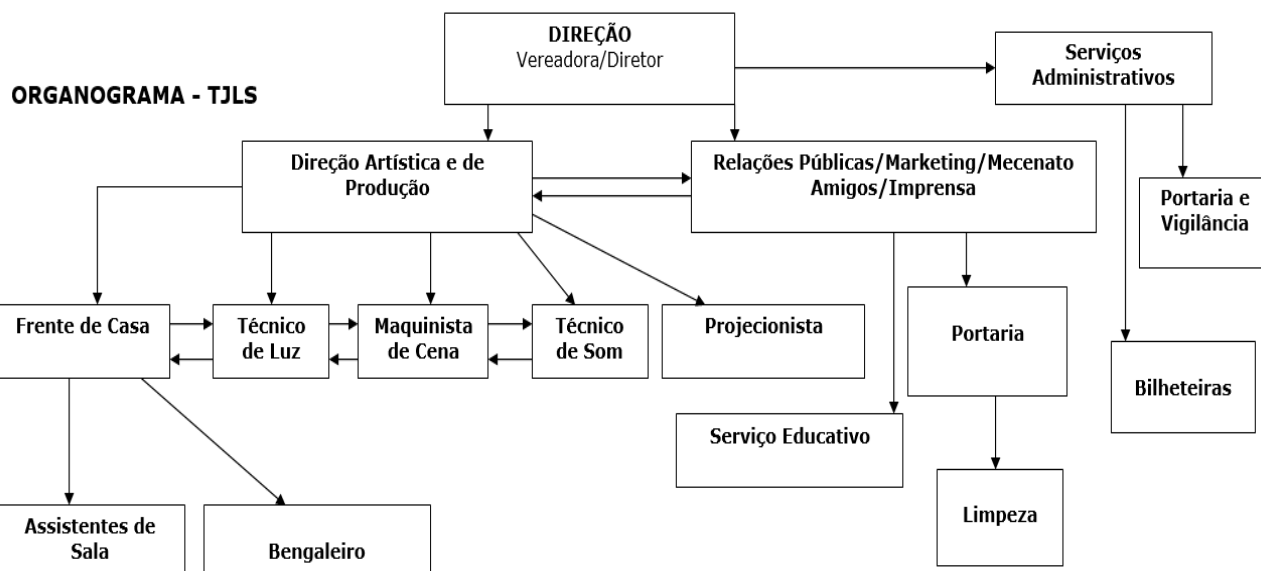 DIREÇÃO
Vereadora/Diretor
Serviços
Administrativos
ORGANOGRAMA - TJLS
Direção Artística e de
Produção
Relações Públicas/Marketing/Mecenato
Amigos/Imprensa
Portaria e
Vigilância
Frente de Casa
Técnico
de Luz
Maquinista
de Cena
Técnico
de Som
Projecionista
Portaria
Bilheteiras
Serviço Educativo
Limpeza
Assistentes de
Sala
Bengaleiro